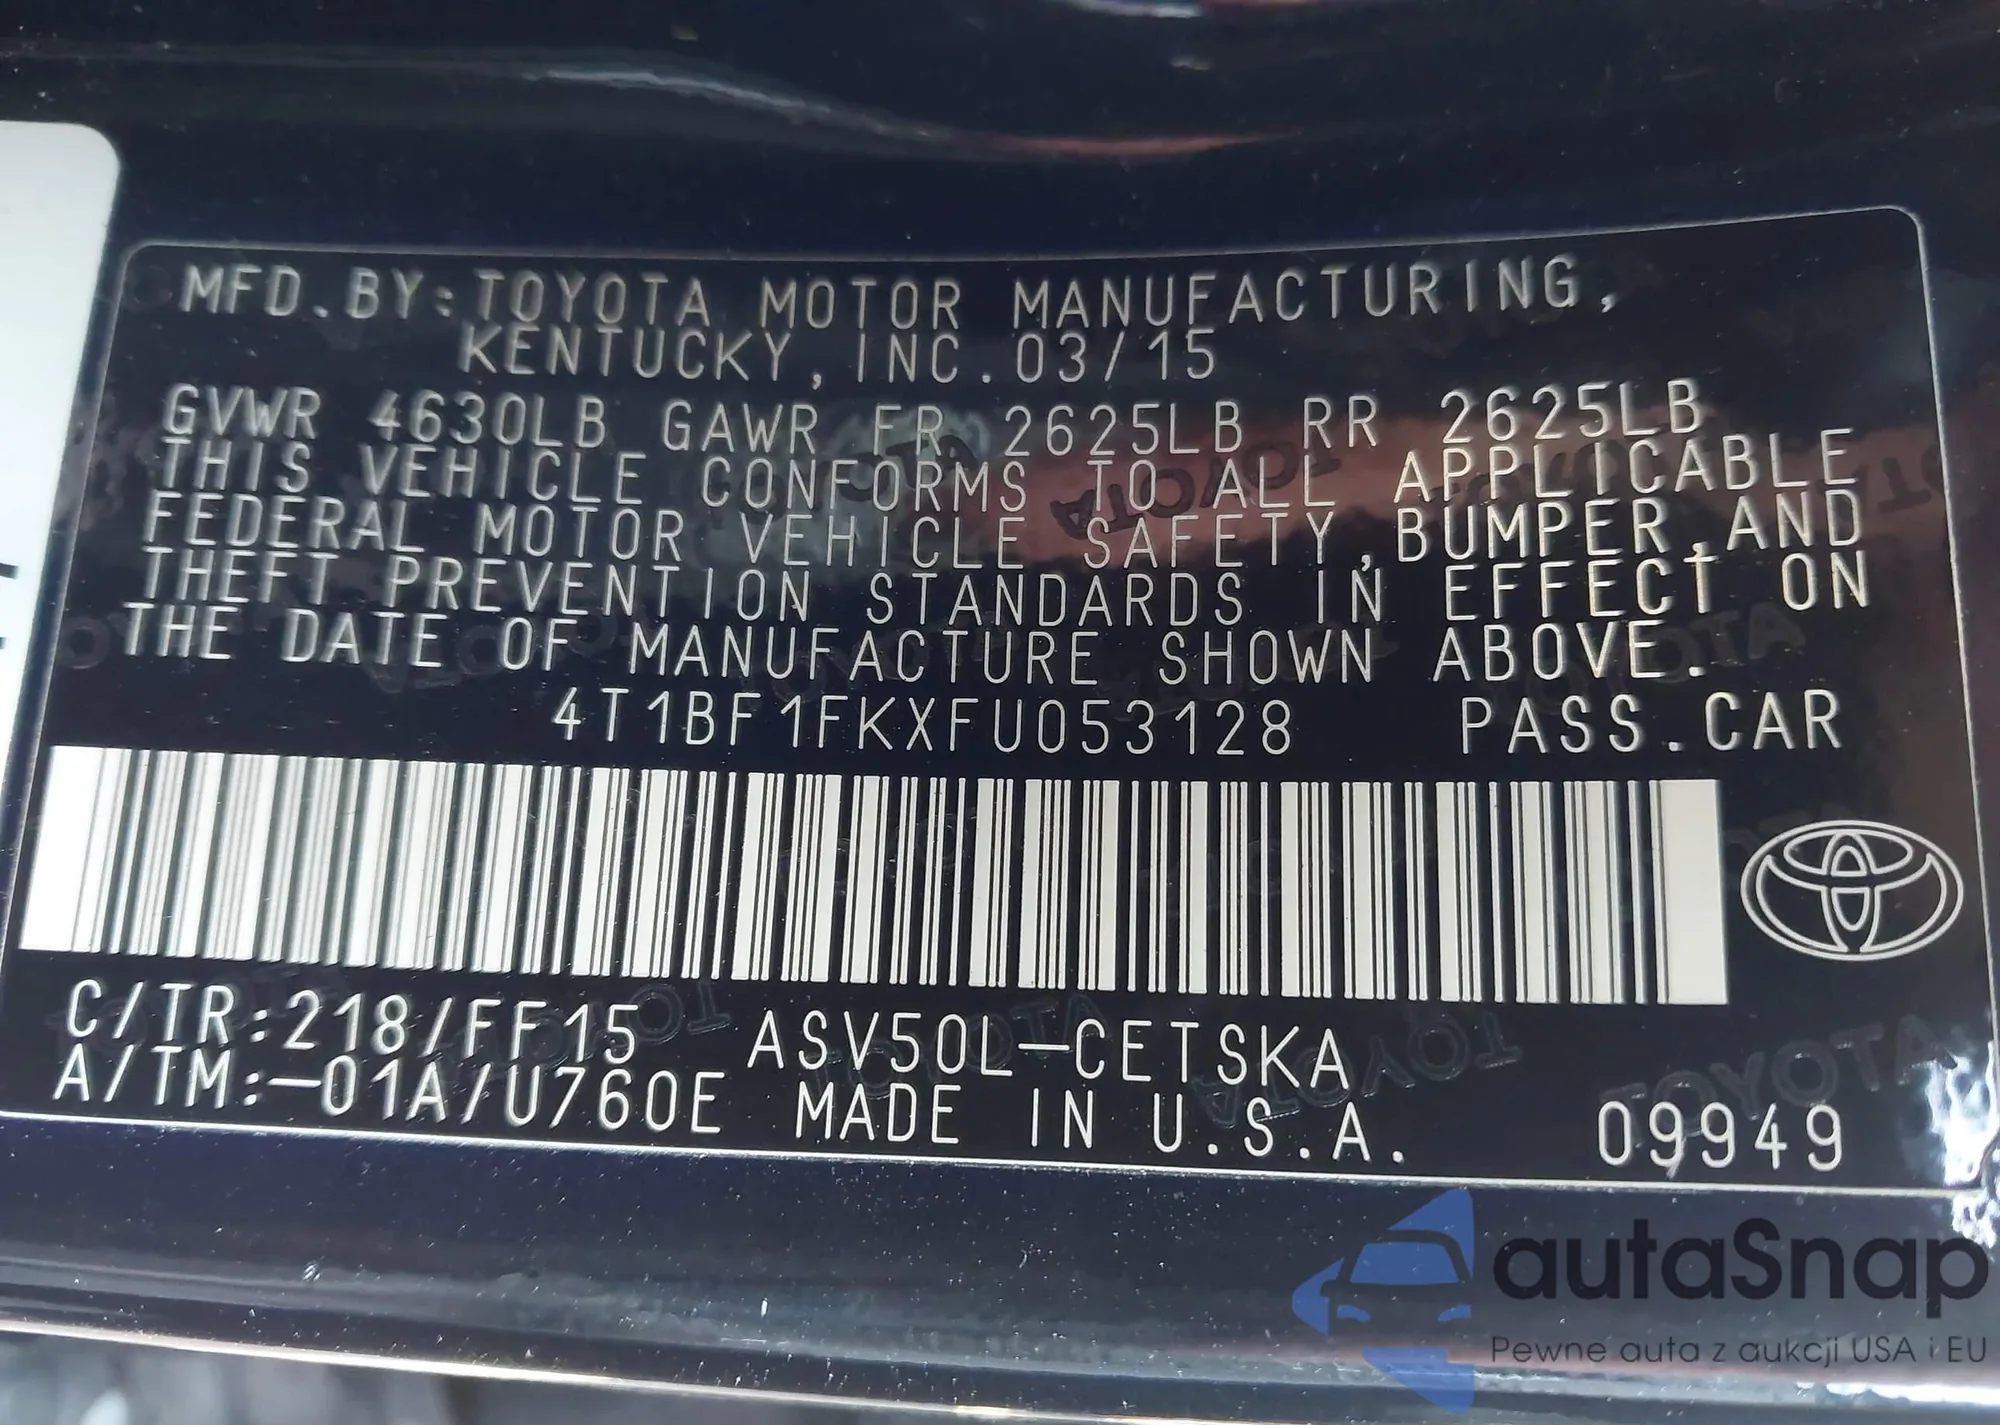 MFD.BY:TOYOTA MOTOR MANUFACTURING,
KENTUCKY, INC.03/15
GVWR 4630LB GAWR FR 2625LB RR 2625LB
THIS VEHICLE CONFORMS TO ALL APPLICABLE
FEDERAL MOTOR VEHICLE SAFETY,BUMPER,AND
THEFT PREVENTION STANDARDS IN EFFECT ON
THE DATE OF MANUFACTURE SHOWN ABOVE.
4T1BF1FKXFU053128 PASS.CAR
C/TR:218/FF15 ASV50L-CETSKA
A/TM:-01A/U760E MADE IN U.S.A. 09949
autaSnap
Pewne auta z aukcji USA i EU